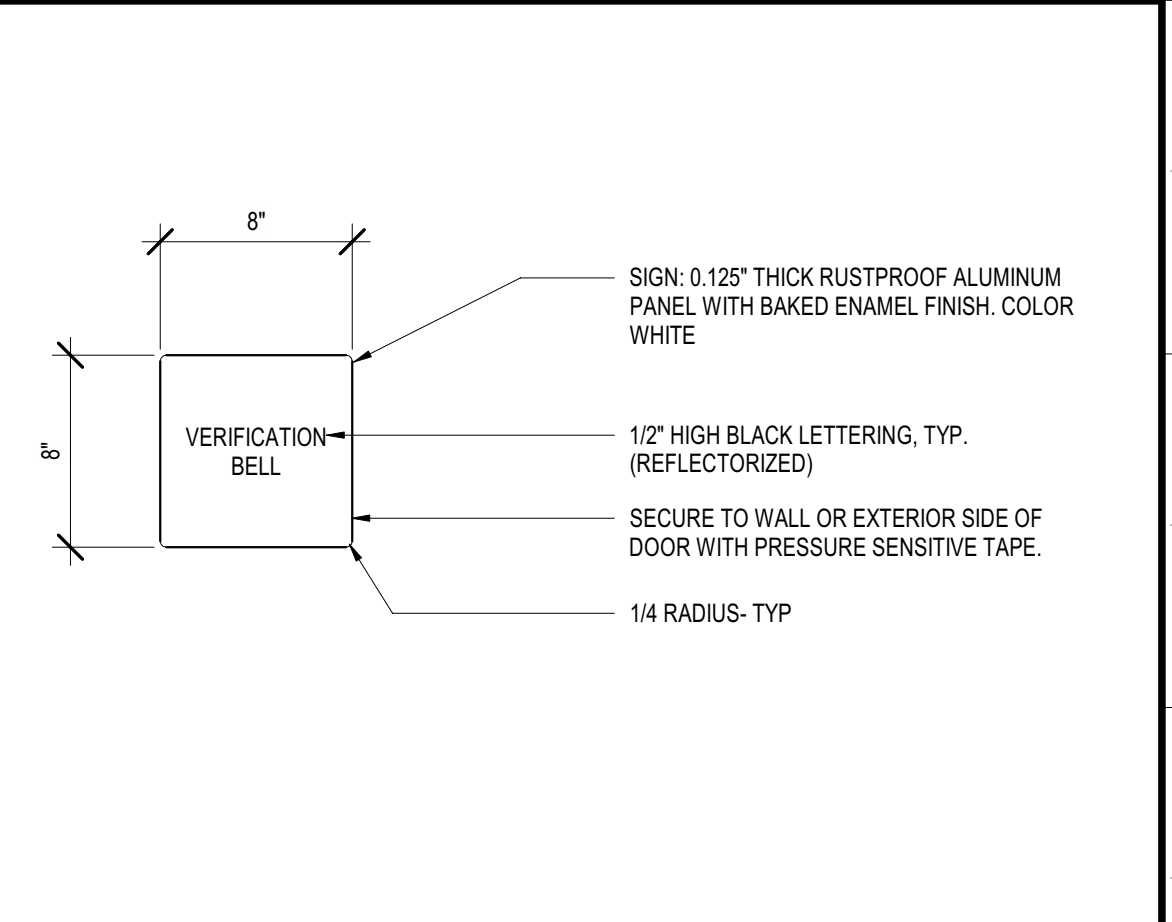 8"
SIGN: 0.125" THICK RUSTPROOF ALUMINUM
PANEL WITH BAKED ENAMEL FINISH. COLOR
WHITE
8"
VERIFICATION
BELL
1/2" HIGH BLACK LETTERING, TYP.
(REFLECTORIZED)
SECURE TO WALL OR EXTERIOR SIDE OF
DOOR WITH PRESSURE SENSITIVE TAPE.
1/4 RADIUS- TYP